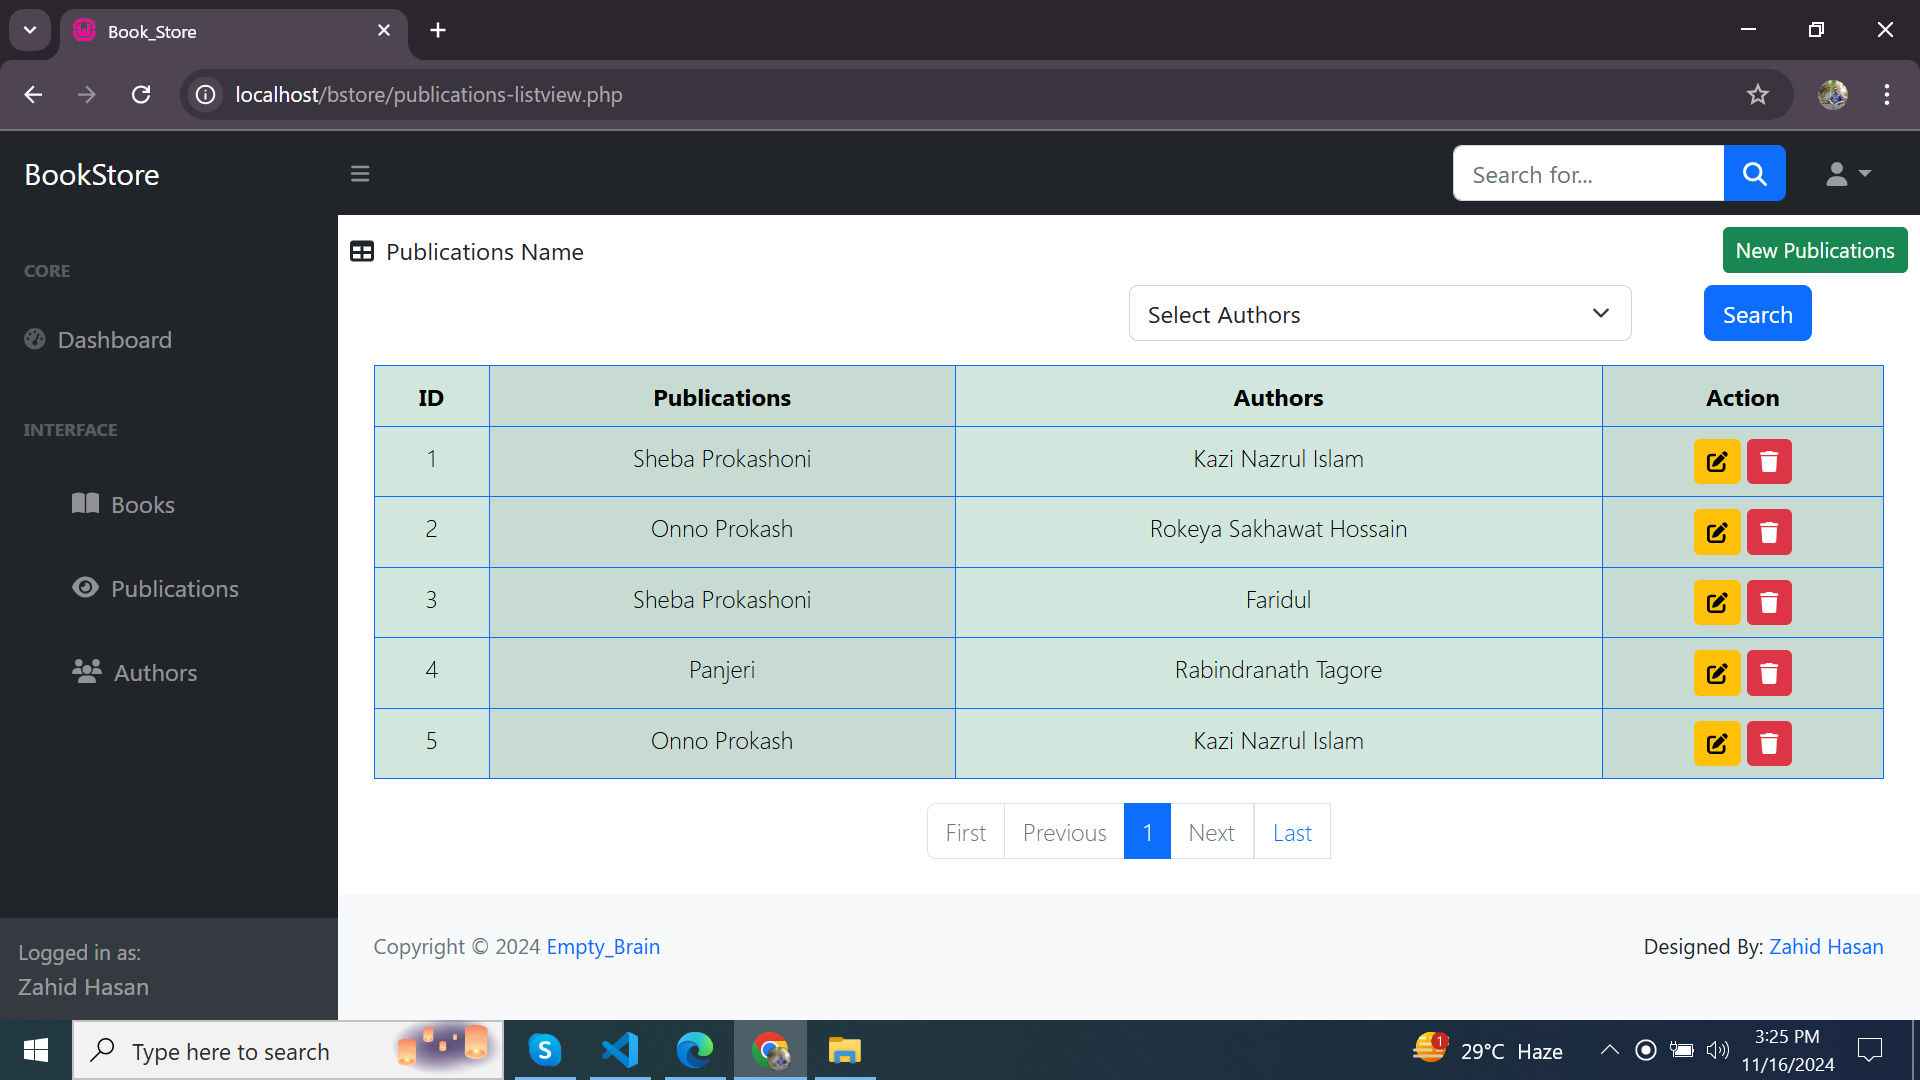 Book_Store
localhost/bstore/publications-listview.php
BookStore
Search for...
CORE
Dashboard
INTERFACE
Books
Publications
Authors
Logged in as:
Zahid Hasan
Publications Name
New Publications
Select Authors
Search
ID Publications Authors Action
1 Sheba Prokashoni Kazi Nazrul Islam
2 Onno Prokash Rokeya Sakhawat Hossain
3 Sheba Prokashoni Faridul
4 Panjeri Rabindranath Tagore
5 Onno Prokash Kazi Nazrul Islam
First Previous 1 Next Last
Copyright © 2024 Empty_Brain
Designed By: Zahid Hasan
Type here to search
S
1
29°C Haze
3:25 PM
11/16/2024